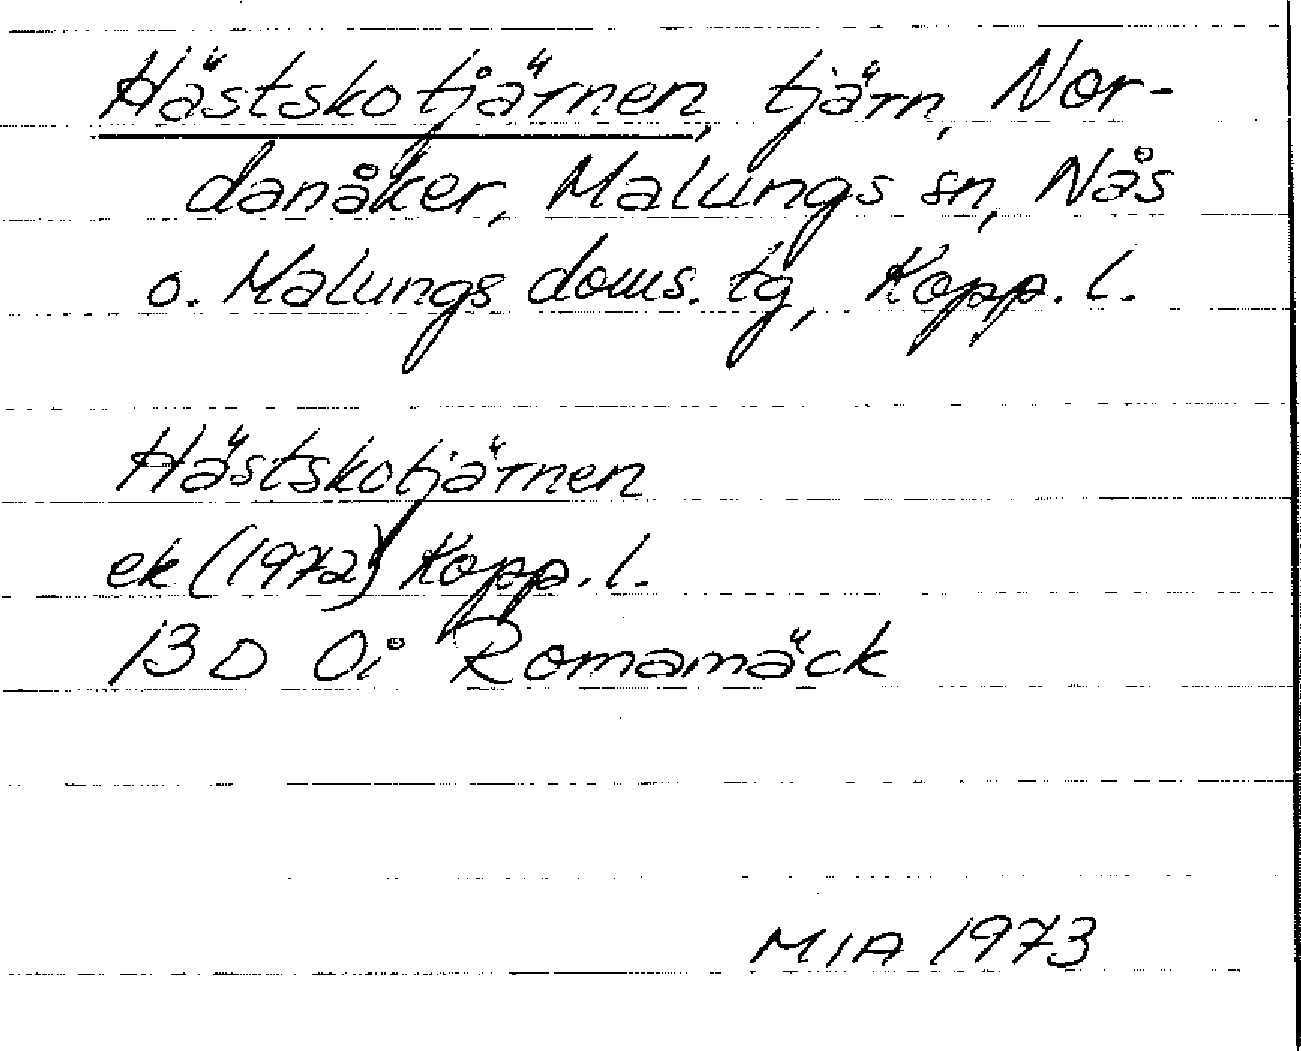 Hästskotjärnen, tjärn, Nor-
danåker, Malungs sn, Nås
o. Malungs doms. tg, Kopp. l.
Hästskotjärnen
ek (1972) Kopp. l.
13 D 0i Romamäck
MIA 1973